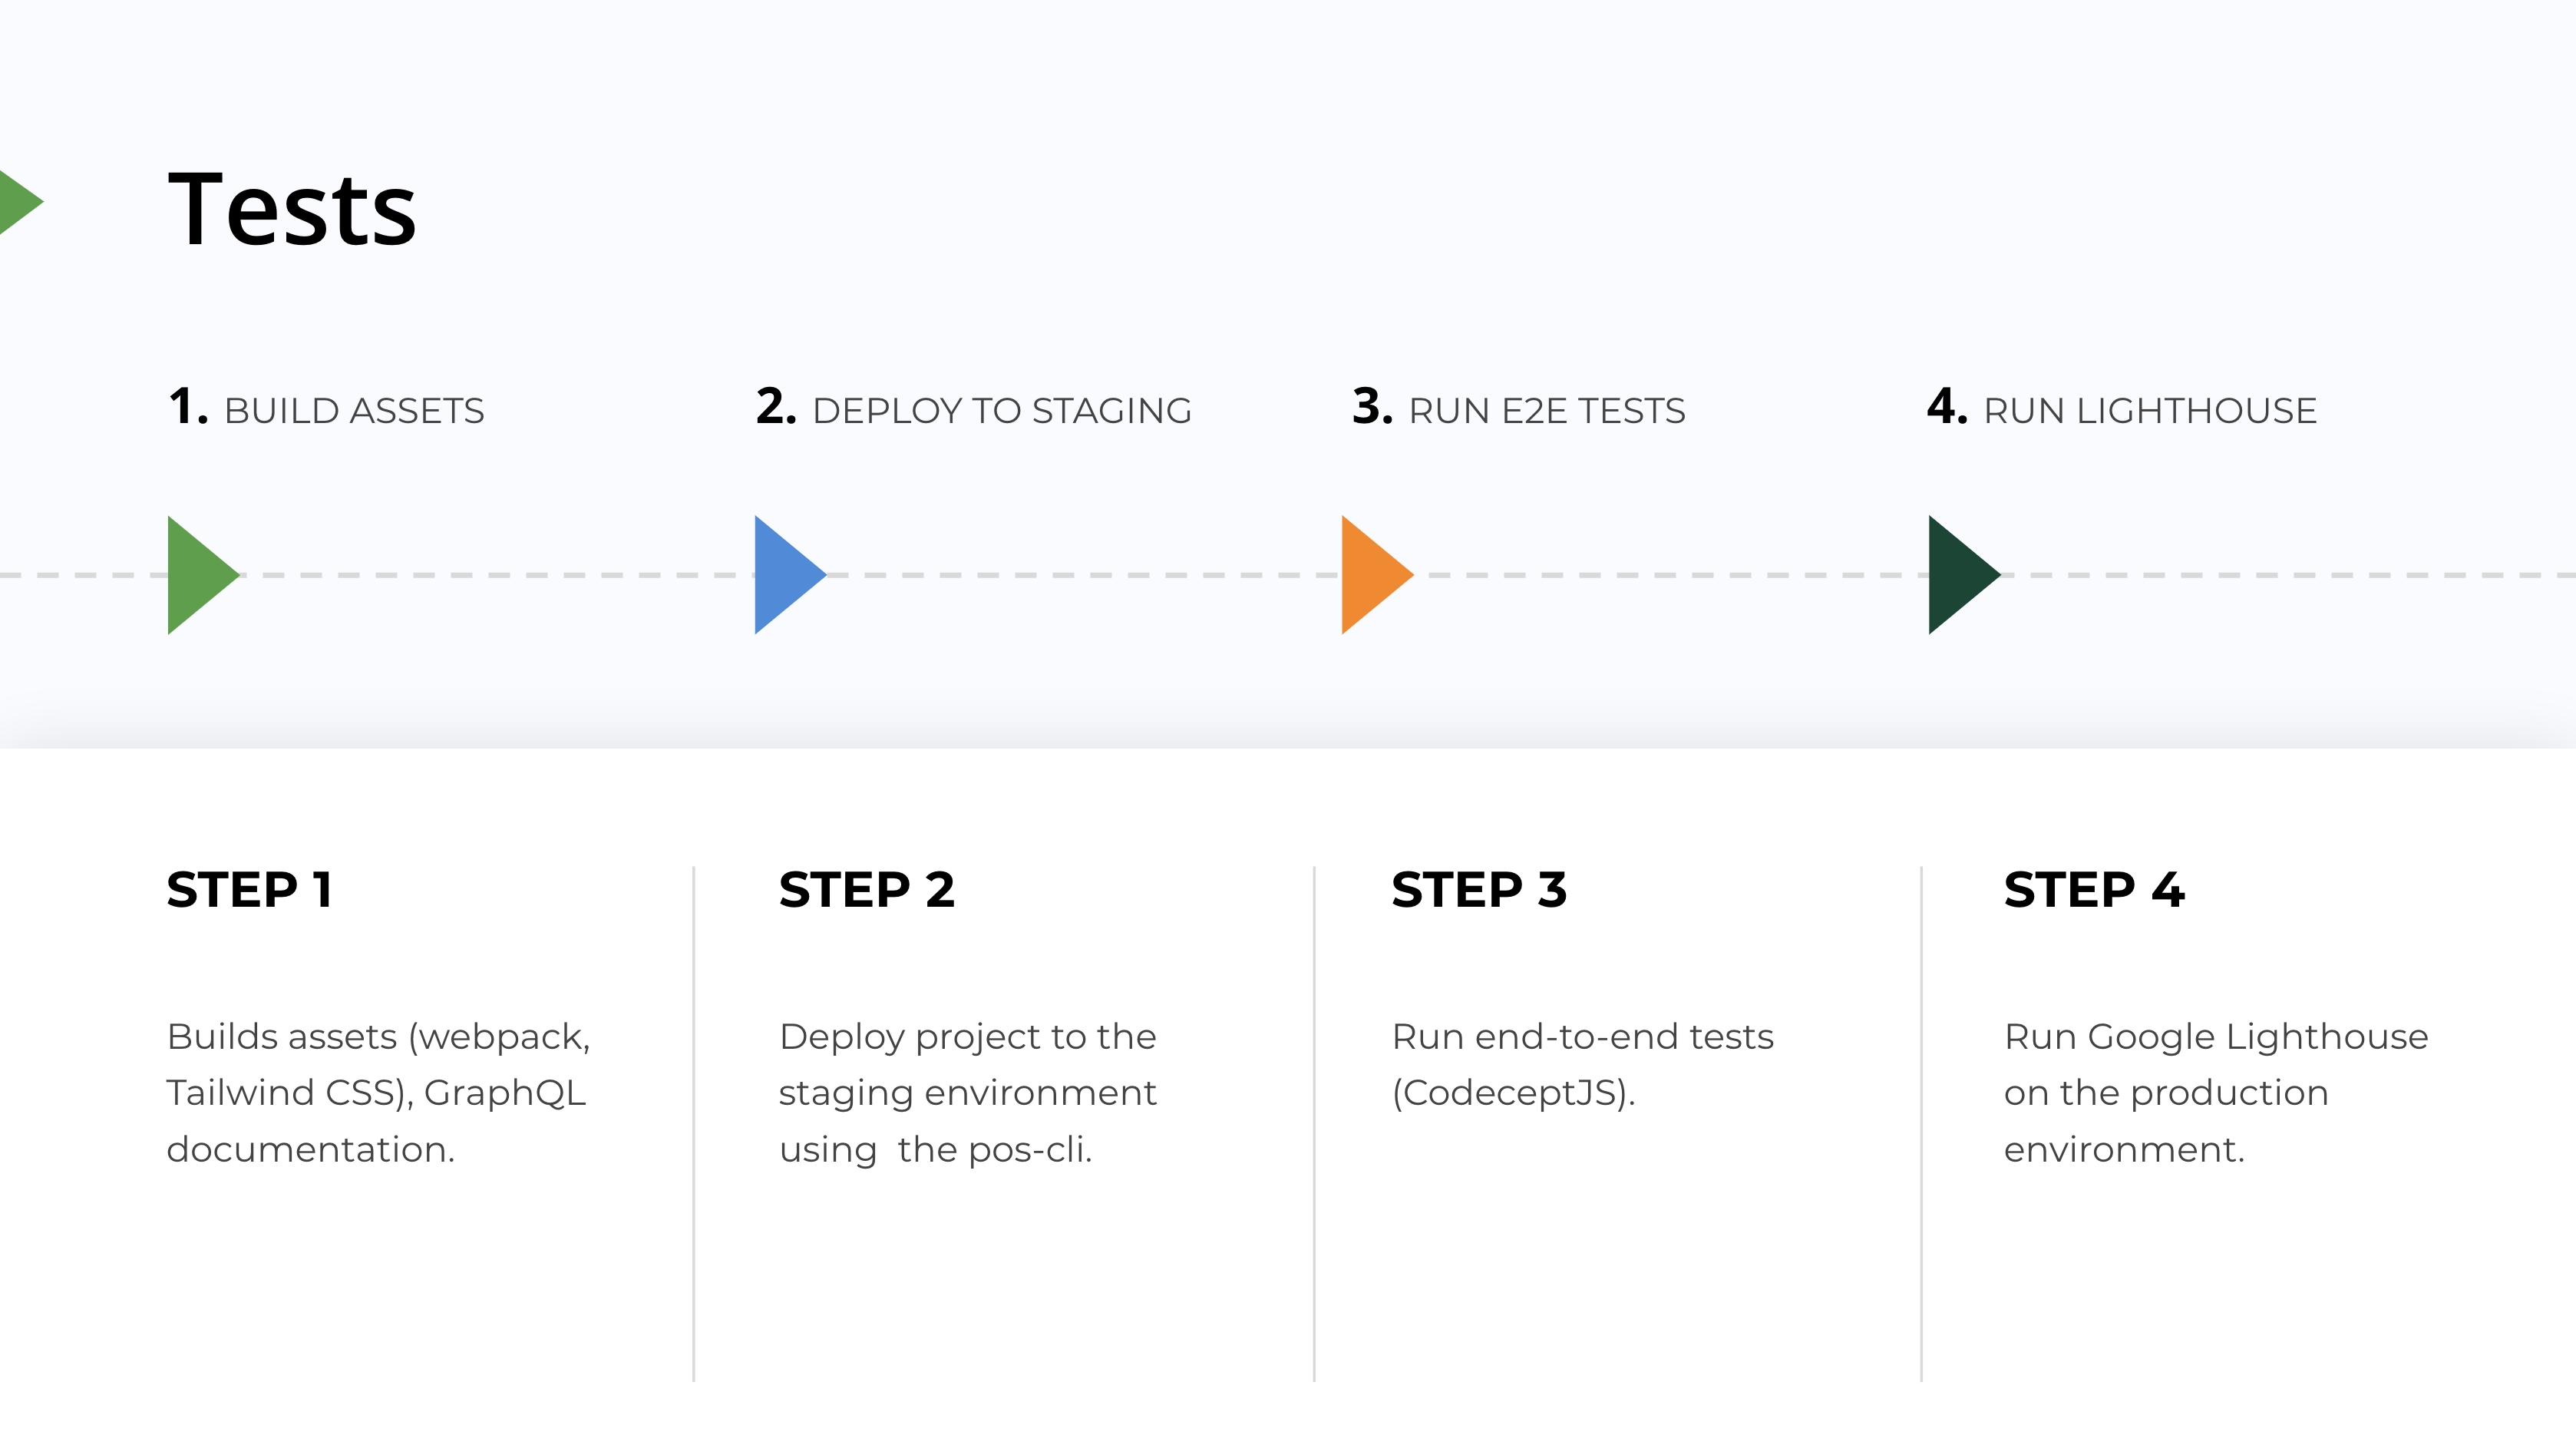 Tests
1. BUILD ASSETS
2. DEPLOY TO STAGING
3. RUN E2E TESTS
4. RUN LIGHTHOUSE
STEP 1
Builds assets (webpack,
Tailwind CSS), GraphQL
documentation.
STEP 2
Deploy project to the
staging environment
using  the pos-cli.
STEP 3
Run end-to-end tests
(CodeceptJS).
STEP 4
Run Google Lighthouse
on the production
environment.